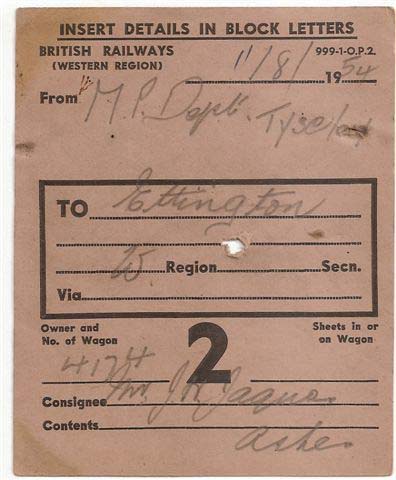 INSERT DETAILS IN BLOCK LETTERS
BRITISH RAILWAYS 11/8/ 999-1-O.P.2.
(WESTERN REGION) 1954
From M.P. Dept. Tyseley
TO Ettington
W. Region Secn.
Via
Owner and No. of Wagon
Sheets in or on Wagon
2
4174
Consignee Mr. J. Jaques
Contents Ashes